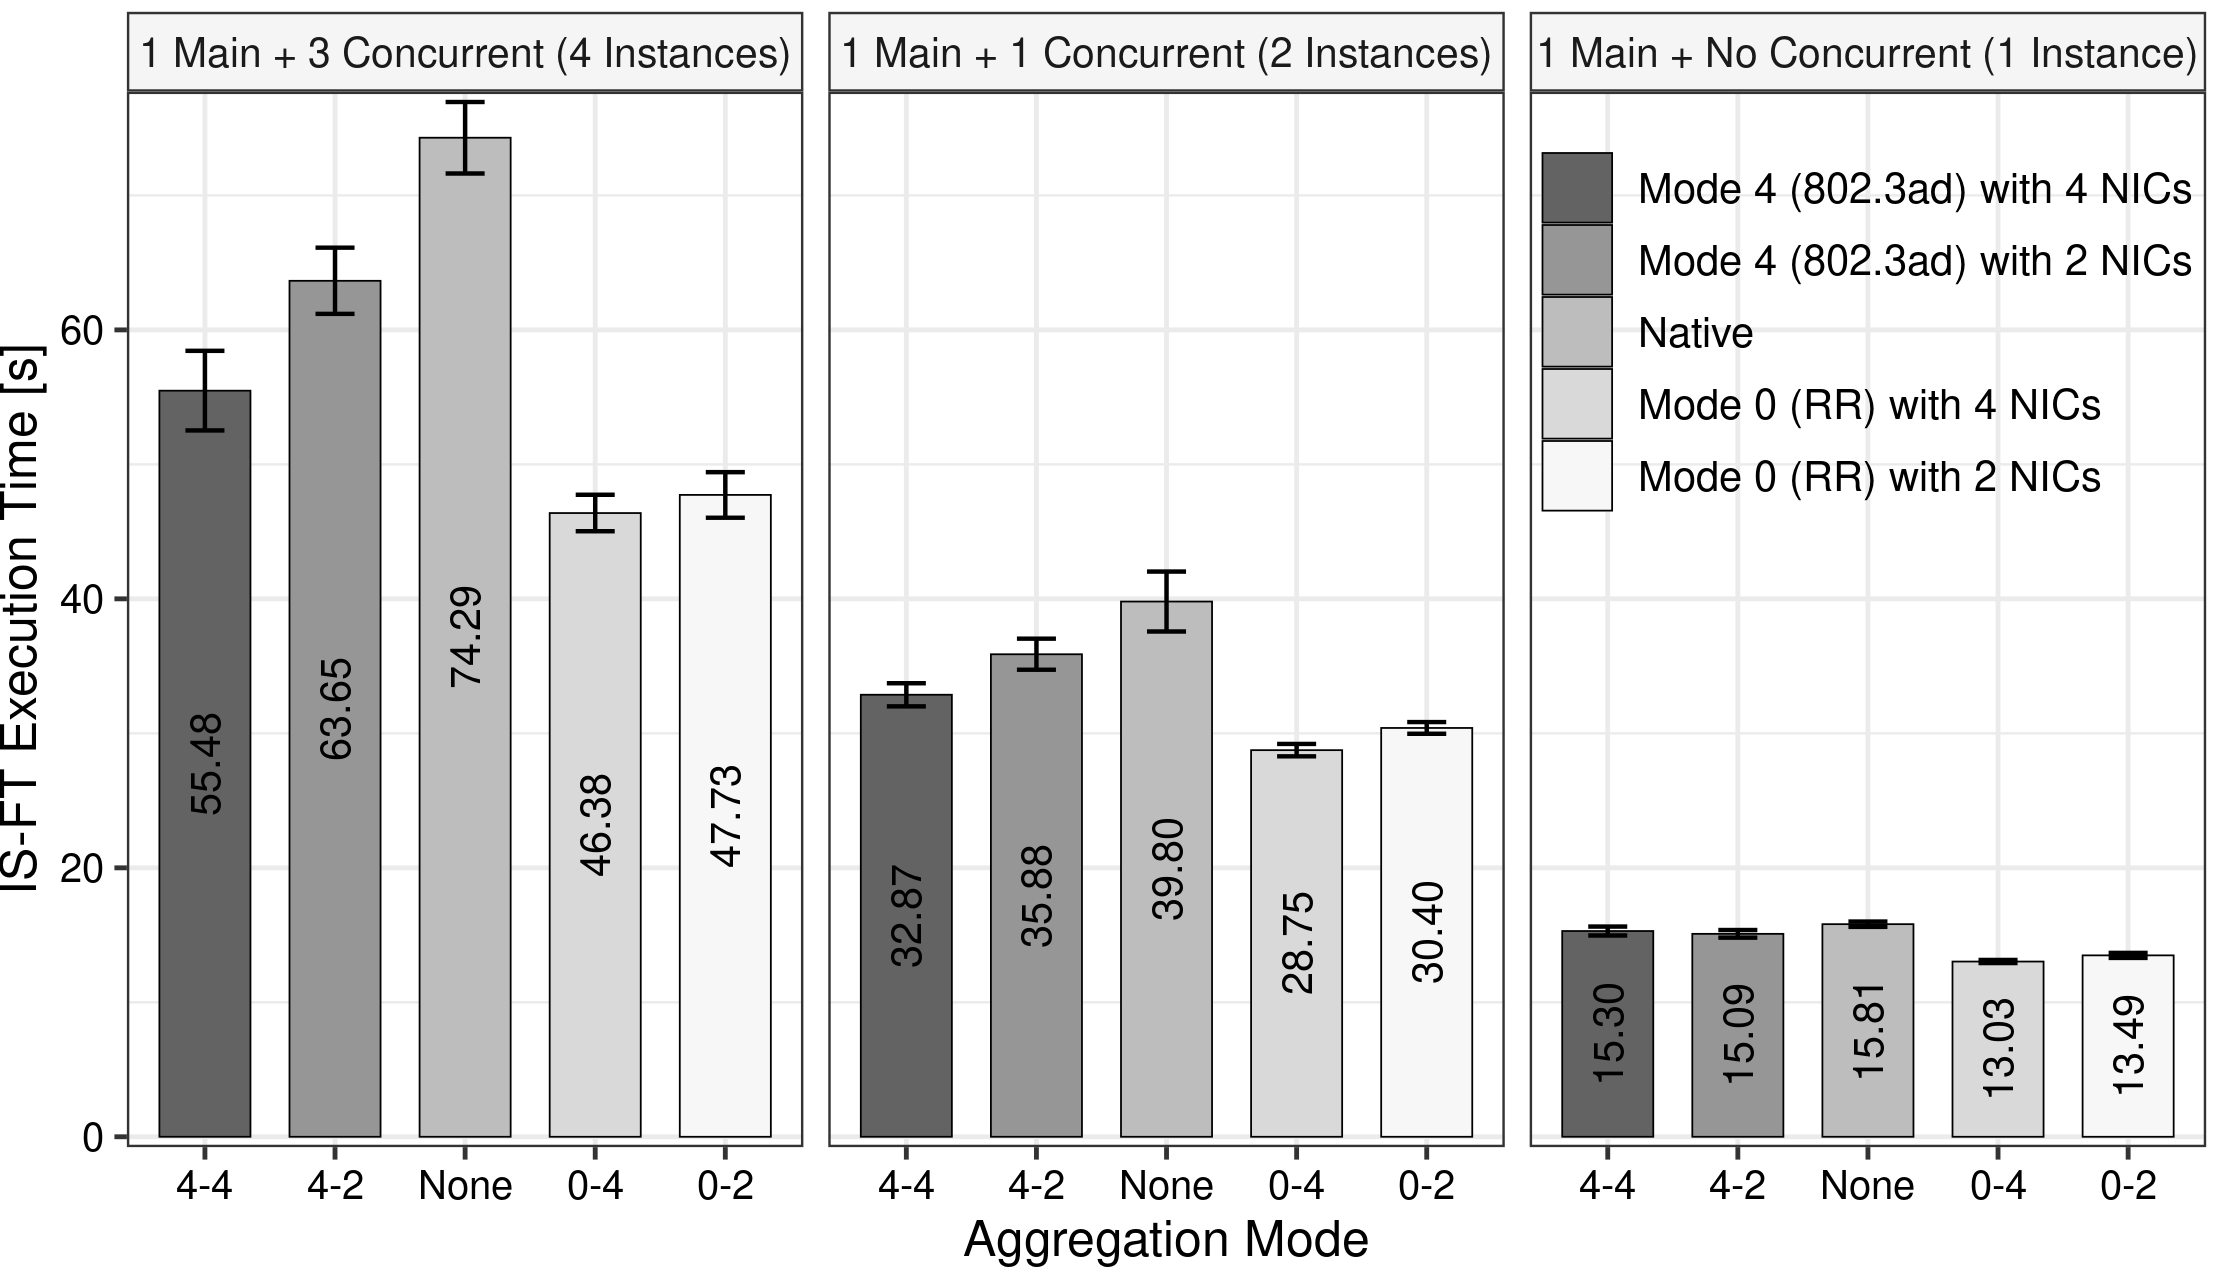 1 Main + 3 Concurrent (4 Instances)
1 Main + 1 Concurrent (2 Instances)
1 Main + No Concurrent (1 Instance)
IS-FT Execution Time [s]
60
40
20
0
55.48
63.65
74.29
46.38
47.73
32.87
35.88
39.80
28.75
30.40
15.30
15.09
15.81
13.03
13.49
Mode 4 (802.3ad) with 4 NICs
Mode 4 (802.3ad) with 2 NICs
Native
Mode 0 (RR) with 4 NICs
Mode 0 (RR) with 2 NICs
4-4 4-2 None 0-4 0-2
4-4 4-2 None 0-4 0-2
4-4 4-2 None 0-4 0-2
Aggregation Mode